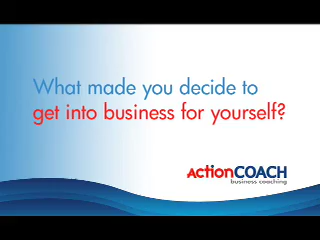 What made you decide to
get into business for yourself?
ActionCOACH
business coaching